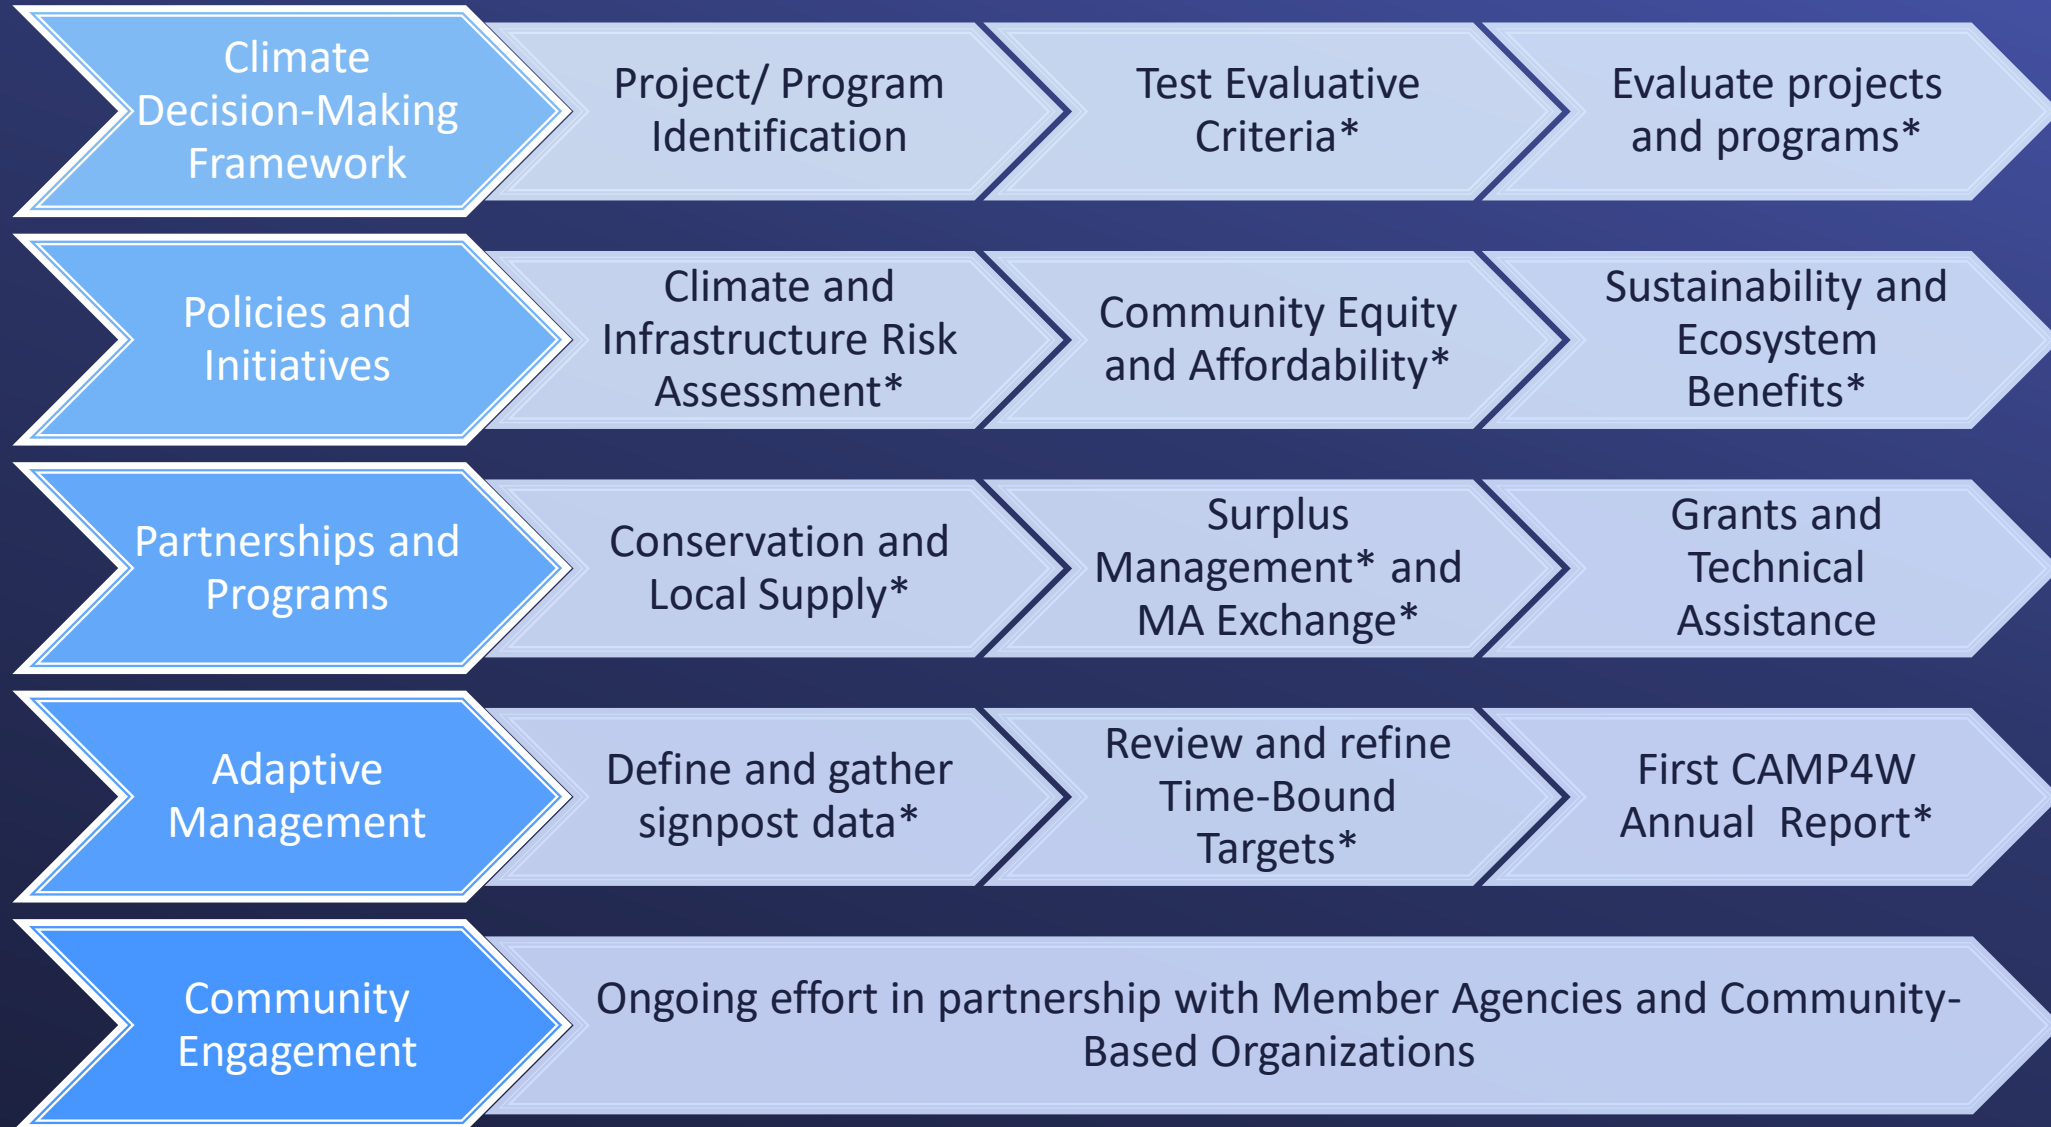 Climate
Decision-Making
Framework
Project/ Program
Identification
Test Evaluative
Criteria*
Evaluate projects
and programs*
Policies and
Initiatives
Climate and
Infrastructure Risk
Assessment*
Community Equity
and Affordability*
Sustainability and
Ecosystem
Benefits*
Partnerships and
Programs
Conservation and
Local Supply*
Surplus
Management* and
MA Exchange*
Grants and
Technical
Assistance
Adaptive
Management
Define and gather
signpost data*
Review and refine
Time-Bound
Targets*
First CAMP4W
Annual  Report*
Community
Engagement
Ongoing effort in partnership with Member Agencies and Community-
Based Organizations